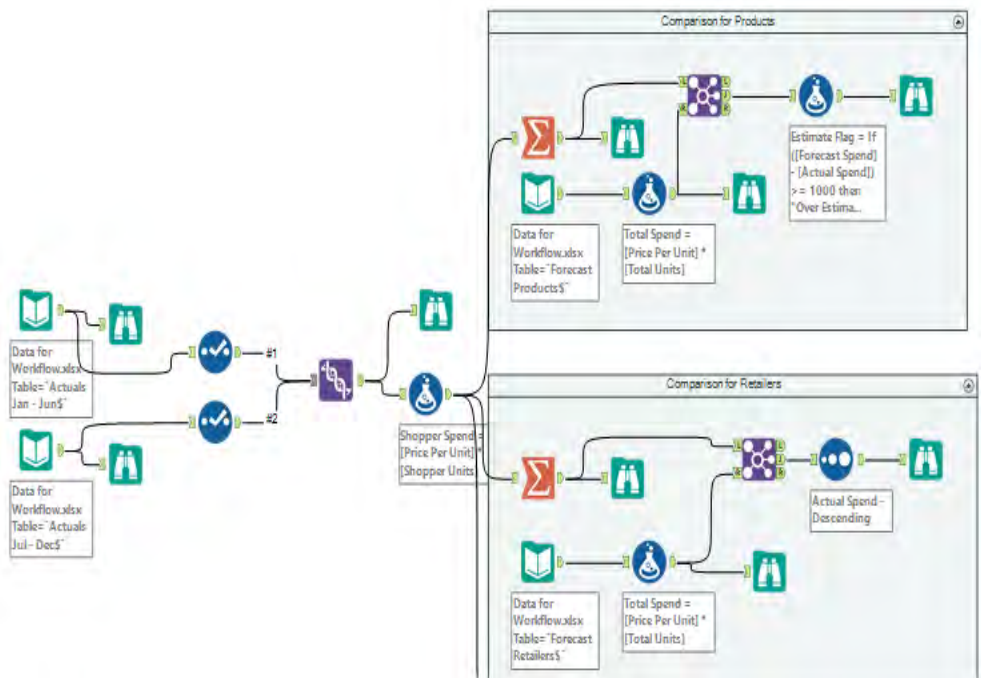 Comparison for Products
Estimate Flag = If
([Forecast Spend]
- [Actual Spend])
>= 1000 then
"Over Estima...
Data for
Workflow.xlsx
Table=`Forecast
Products$`
Total Spend =
[Price Per Unit] *
[Total Units]
Data for
Workflow.xlsx
Table=`Actuals
Jan - Jun$`
#1
#2
Data for
Workflow.xlsx
Table=`Actuals
Jul - Dec$`
Shopper Spend =
[Price Per Unit] *
[Shopper Units
Comparison for Retailers
Actual Spend -
Descending
Data for
Workflow.xlsx
Table=`Forecast
Retailers$`
Total Spend =
[Price Per Unit] *
[Total Units]